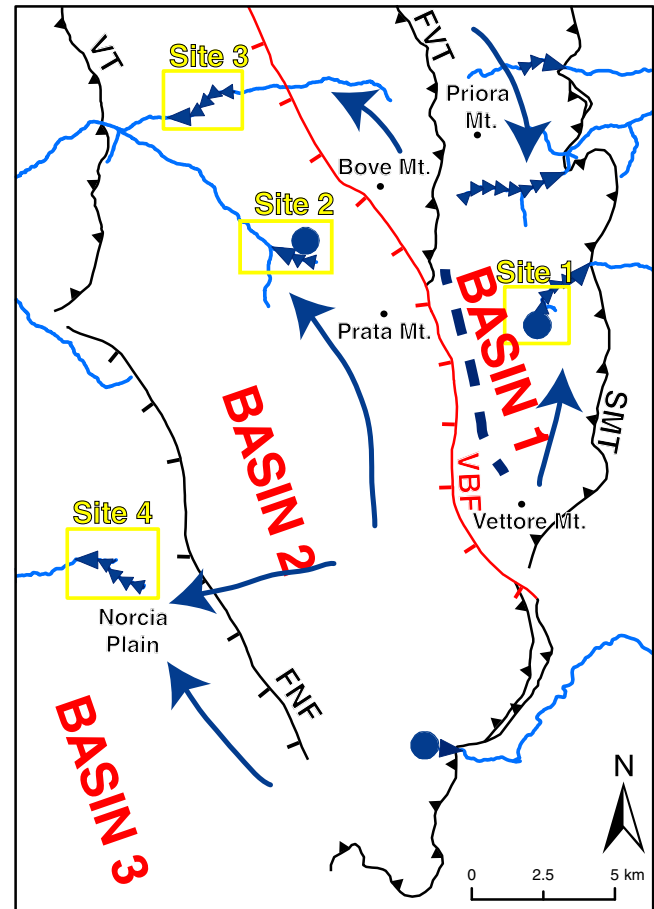 VT
FVT
Site 3
Priora
Mt.
Bove Mt.
Site 2
Site 1
BASIN 1
Prata Mt.
BASIN 2
SMT
VBF
Site 4
Vettore Mt.
Norcia
Plain
FNF
BASIN 3
N
0 2.5 5 km